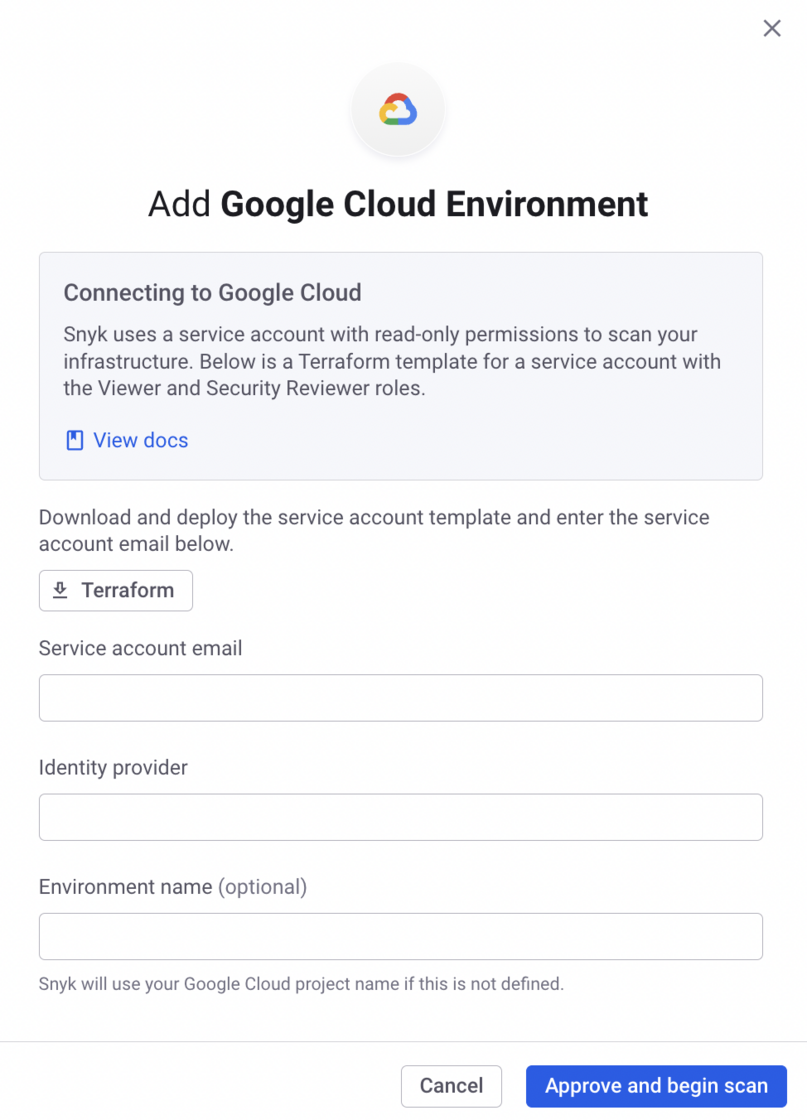 Add Google Cloud Environment
Connecting to Google Cloud
Snyk uses a service account with read-only permissions to scan your
infrastructure. Below is a Terraform template for a service account with
the Viewer and Security Reviewer roles.
View docs
Download and deploy the service account template and enter the service
account email below.
Terraform
Service account email
Identity provider
Environment name (optional)
Snyk will use your Google Cloud project name if this is not defined.
Cancel
Approve and begin scan